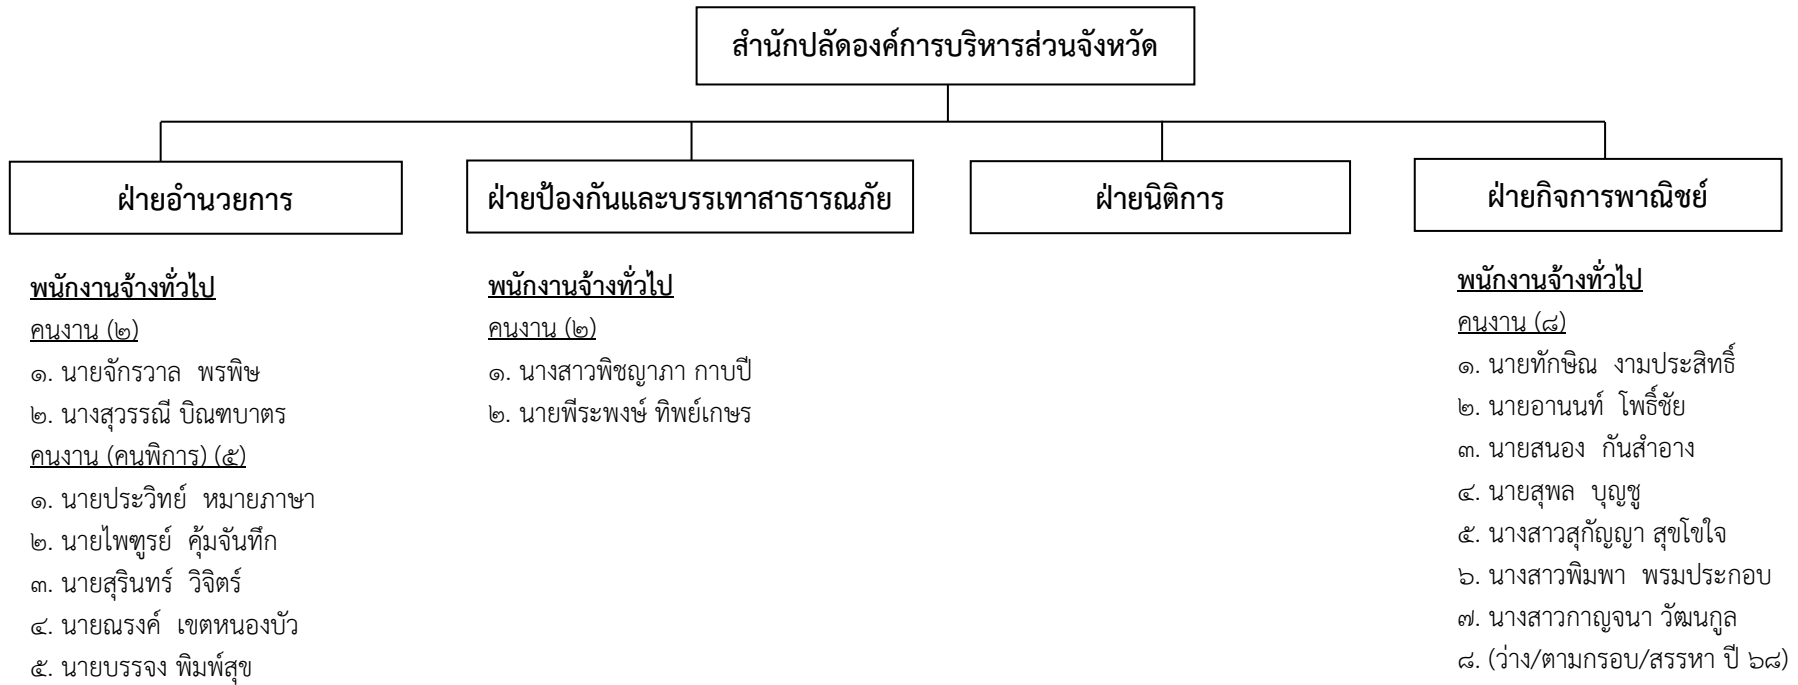 สำนักปลัดองค์การบริหารส่วนจังหวัด
ฝ่ายอำนวยการ
ฝ่ายป้องกันและบรรเทาสาธารณภัย
ฝ่ายนิติการ
ฝ่ายกิจการพาณิชย์
พนักงานจ้างทั่วไป
คนงาน (๒)
๑. นายจักรวาล พรพิษ
๒. นางสุวรรณี บิณฑบาตร
คนงาน (คนพิการ) (๕)
๑. นายประวิทย์ หมายภาษา
๒. นายไพฑูรย์ คุ้มจันทึก
๓. นายสุรินทร์ วิจิตร์
๔. นายณรงค์ เขตหนองบัว
๕. นายบรรจง พิมพ์สุข
พนักงานจ้างทั่วไป
คนงาน (๒)
๑. นางสาวพิชญาภา กาบปี
๒. นายพีระพงษ์ ทิพย์เกษร
พนักงานจ้างทั่วไป
คนงาน (๘)
๑. นายทักษิณ งามประสิทธิ์
๒. นายอานนท์ โพธิ์ชัย
๓. นายสนอง กันสำอาง
๔. นายสุพล บุญชู
๕. นางสาวสุกัญญา สุขโขใจ
๖. นางสาวพิมพา พรมประกอบ
๗. นางสาวกาญจนา วัฒนกูล
๘. (ว่าง/ตามกรอบ/สรรหา ปี ๖๘)